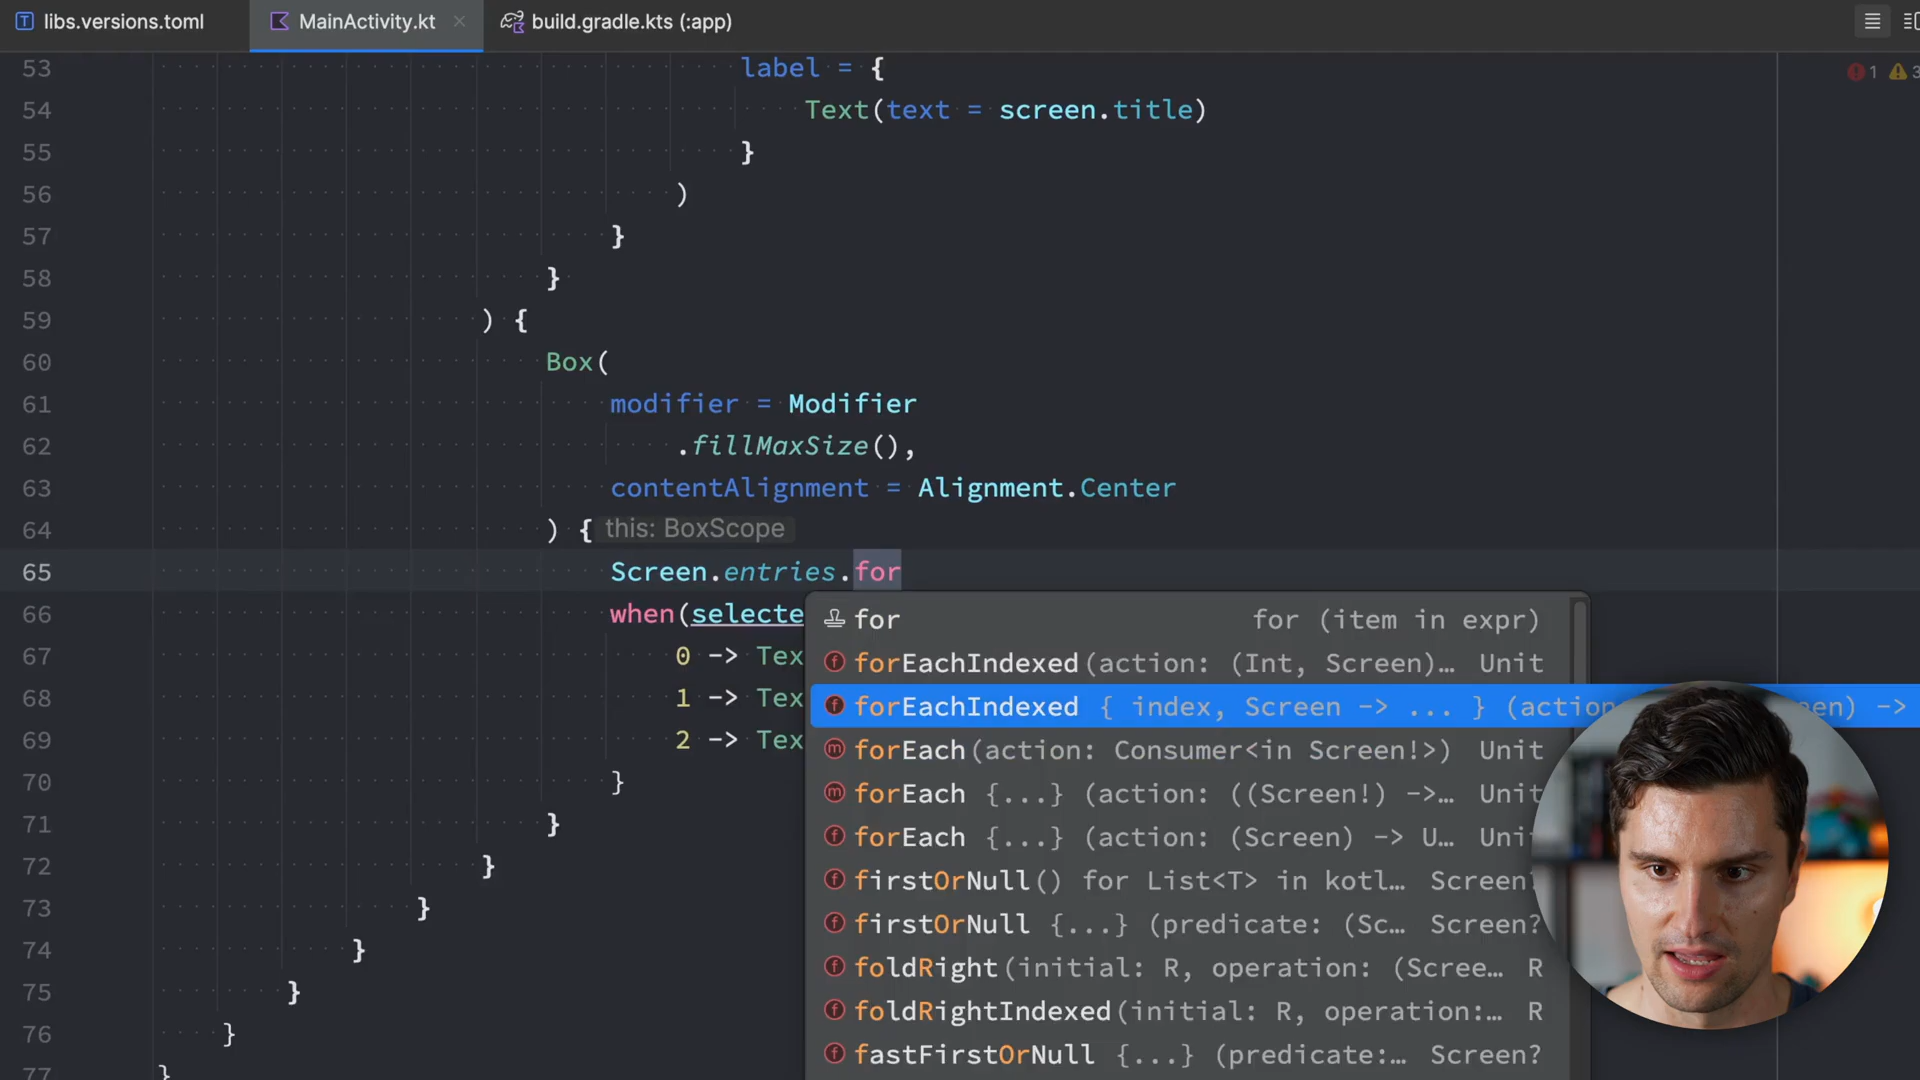 libs.versions.toml
MainActivity.kt
build.gradle.kts (:app)
53 label = {
1 3
54 Text(text = screen.title)
55 }
56 )
57 }
58 }
59 ) {
60 Box(
61 modifier = Modifier
62 .fillMaxSize(),
63 contentAlignment = Alignment.Center
64 ) { this: BoxScope
65 Screen.entries.for
66 when(selecte
67 0 -> Tex
68 1 -> Tex
69 2 -> Tex
70 }
71 }
72 }
73 }
74 }
75 }
76 }
77 }
for for (item in expr)
forEachIndexed(action: (Int, Screen)… Unit
forEachIndexed { index, Screen -> ... } (action een) ->
forEach(action: Consumer<in Screen!>) Unit
forEach {...} (action: ((Screen!) ->… Unit
forEach {...} (action: (Screen) -> U… Unit
firstOrNull() for List<T> in kotl… Screen?
firstOrNull {...} (predicate: (Sc… Screen?
foldRight(initial: R, operation: (Scree… R
foldRightIndexed(initial: R, operation:… R
fastFirstOrNull {...} (predicate:… Screen?